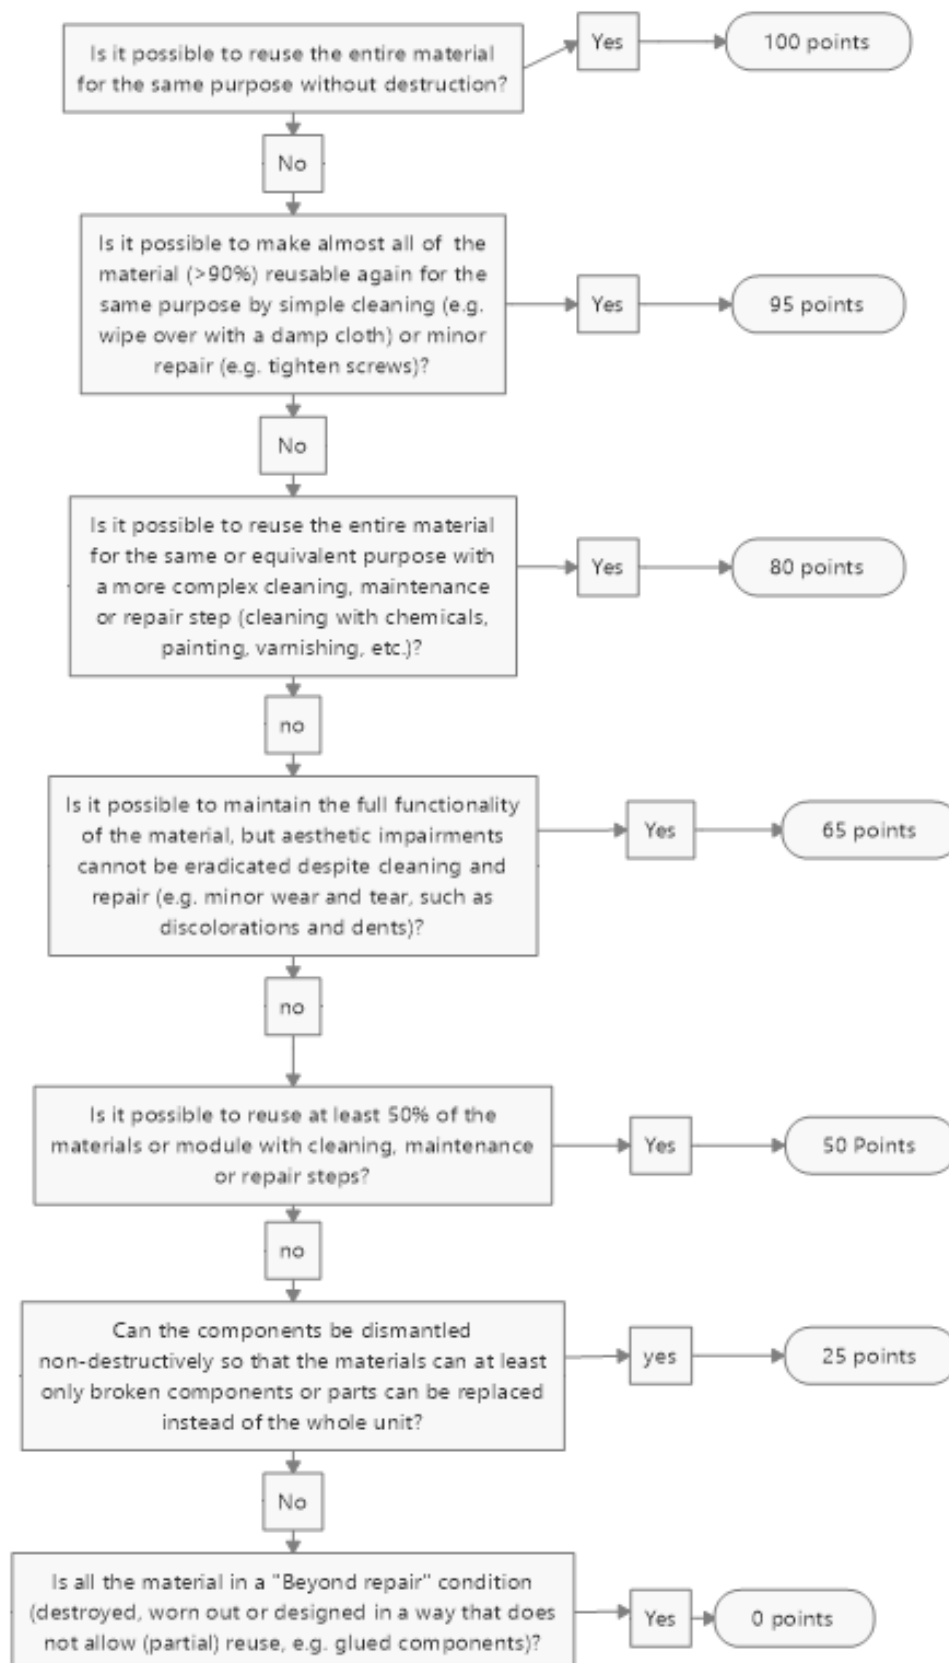 Is it possible to reuse the entire material
for the same purpose without destruction?
Yes
100 points
No
Is it possible to make almost all of the
material (>90%) reusable again for the
same purpose by simple cleaning (e.g.
wipe over with a damp cloth) or minor
repair (e.g. tighten screws)?
Yes
95 points
No
Is it possible to reuse the entire material
for the same or equivalent purpose with
a more complex cleaning, maintenance
or repair step (cleaning with chemicals,
painting, varnishing, etc.)?
Yes
80 points
no
Is it possible to maintain the full functionality
of the material, but aesthetic impairments
cannot be eradicated despite cleaning and
repair (e.g. minor wear and tear, such as
discolorations and dents)?
Yes
65 points
no
Is it possible to reuse at least 50% of the
materials or module with cleaning, maintenance
or repair steps?
Yes
50 Points
no
Can the components be dismantled
non-destructively so that the materials can at least
only broken components or parts can be replaced
instead of the whole unit?
yes
25 points
No
Is all the material in a "Beyond repair" condition
(destroyed, worn out or designed in a way that does
not allow (partial) reuse, e.g. glued components)?
Yes
0 points